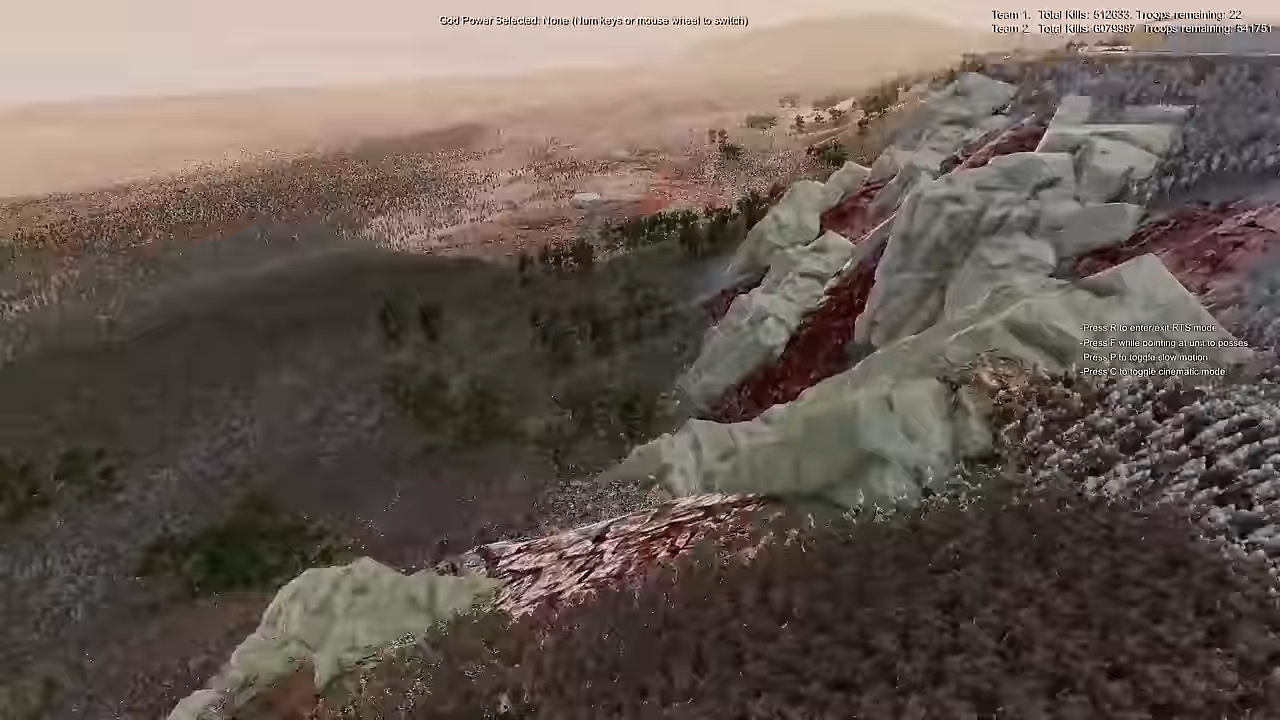 God Power Selected: None (Num keys or mouse wheel to switch)
Team 1. Total Kills: 512633. Troops remaining: 22
Team 2. Total Kills: 6079987 Troops remaining: 541751
-Press R to enter/exit RTS mode
-Press F while pointing at unit to posses
-Press P to toggle slow motion
-Press C to toggle cinematic mode